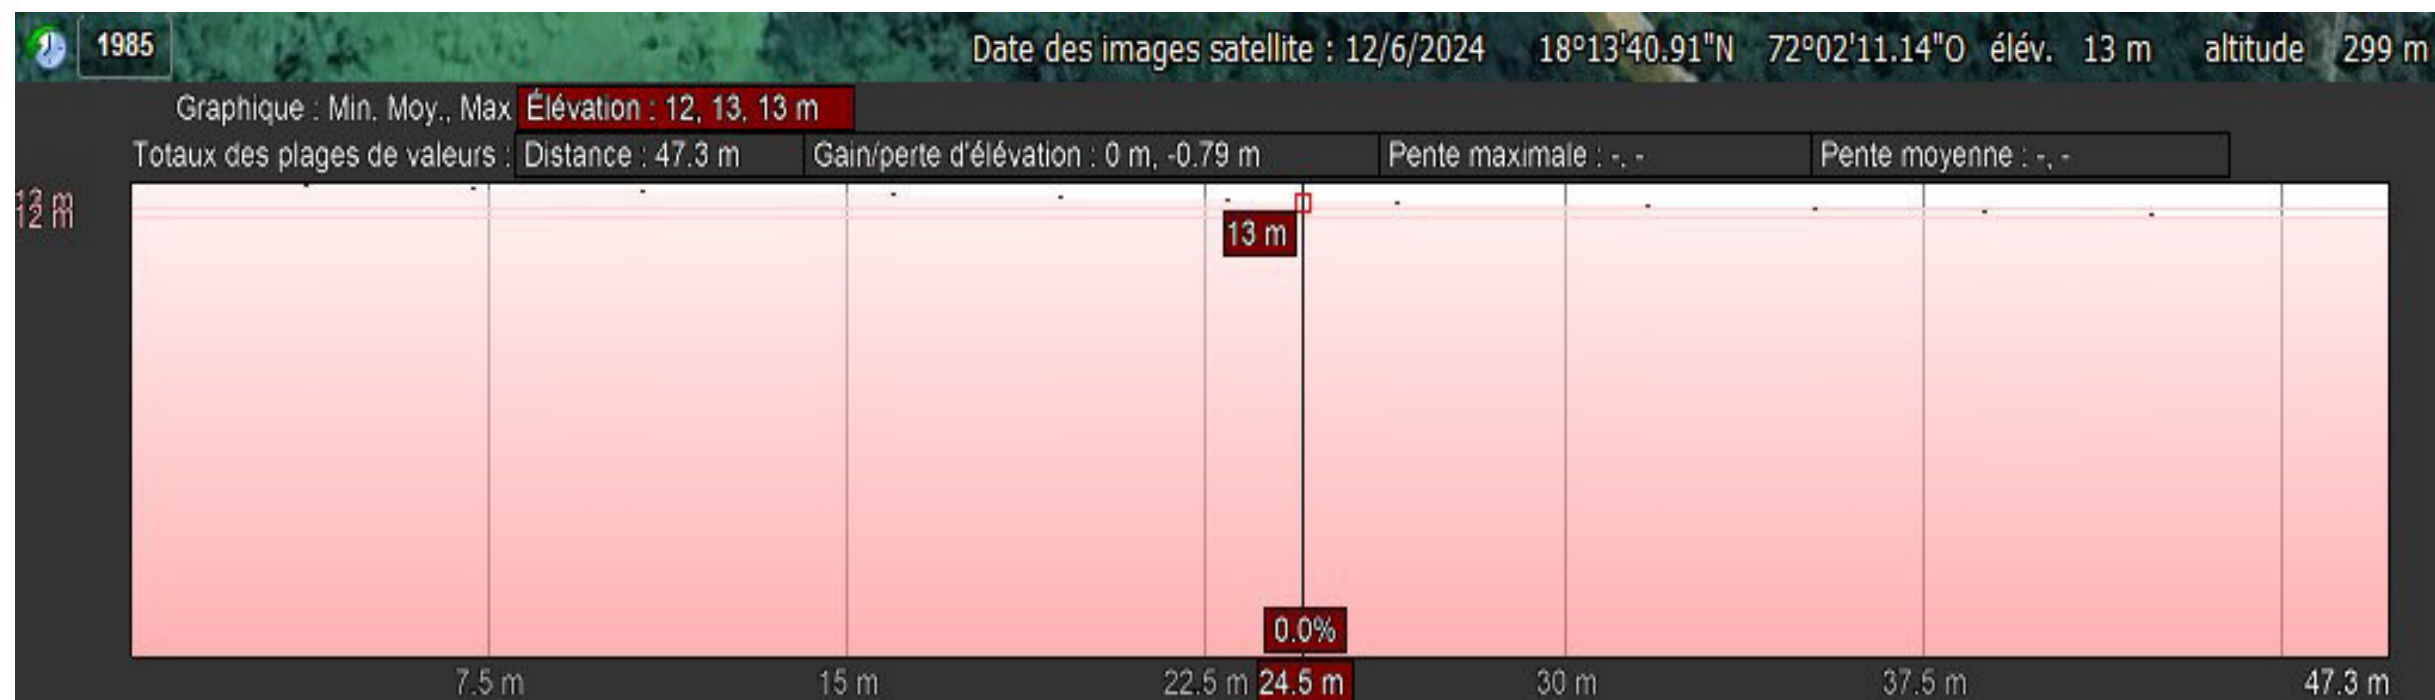 1985
Date des images satellite : 12/6/2024 18°13'40.91"N 72°02'11.14"O élév. 13 m altitude 299 m
Graphique : Min. Moy., Max Élévation : 12, 13, 13 m
Totaux des plages de valeurs : Distance : 47.3 m Gain/perte d'élévation : 0 m, -0.79 m Pente maximale : -, - Pente moyenne : -, -
12 m
13 m
0.0%
7.5 m 15 m 22.5 m 24.5 m 30 m 37.5 m 47.3 m